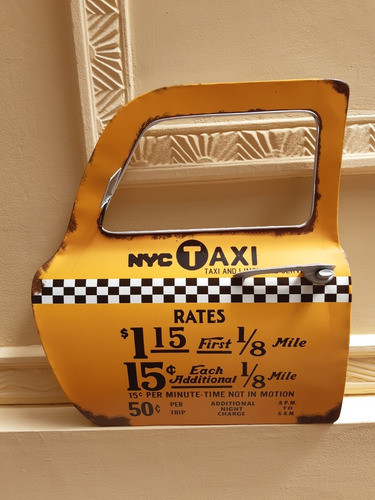 NYC TAXI
TAXI AND
RATES
$1 15 First 1/8 Mile
15¢ Each Additional 1/8 Mile
15¢ PER MINUTE-TIME NOT IN MOTION
50¢ PER TRIP ADDITIONAL NIGHT CHARGE 8 P.M. TO 6 A.M.